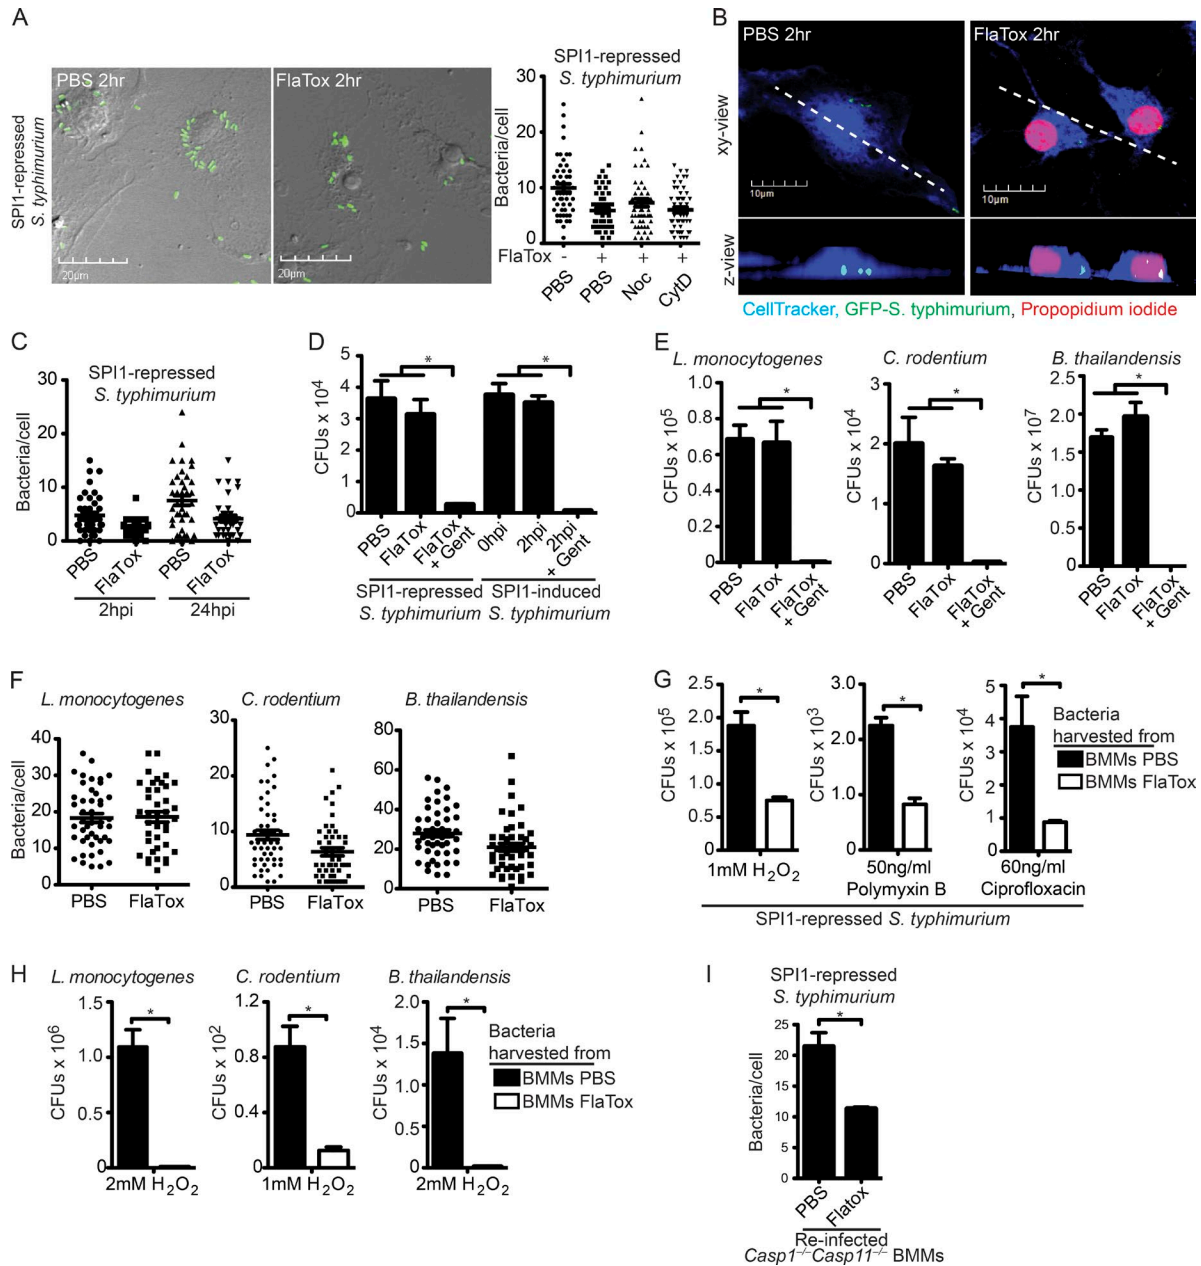 A
PBS 2hr
FlaTox 2hr
SPI1-repressed
S. typhimurium
20µm
20µm
SPI1-repressed
S. typhimurium
Bacteria/cell
30
20
10
0
FlaTox - + + +
PBS PBS Noc CytD
B
PBS 2hr
FlaTox 2hr
xy-view
10µm
10µm
z-view
CellTracker, GFP-S. typhimurium, Propopidium iodide
C
SPI1-repressed
S. typhimurium
Bacteria/cell
30
20
10
0
PBS FlaTox PBS FlaTox
2hpi 24hpi
D
CFUs x 10⁴
5
4
3
2
1
0
* *
PBS FlaTox FlaTox + Gent 0hpi 2hpi 2hpi + Gent
SPI1-repressed SPI1-induced
S. typhimurium S. typhimurium
E
L. monocytogenes
CFUs x 10⁵
1.0
0.8
0.6
0.4
0.2
0
*
PBS FlaTox FlaTox + Gent
C. rodentium
CFUs x 10⁴
3
2
1
0
*
PBS FlaTox FlaTox + Gent
B. thailandensis
CFUs x 10⁷
2.5
2.0
1.5
1.0
0.5
0
*
PBS FlaTox FlaTox + Gent
F
L. monocytogenes
Bacteria/cell
40
30
20
10
0
PBS FlaTox
C. rodentium
30
20
10
0
PBS FlaTox
B. thailandensis
80
60
40
20
0
PBS FlaTox
G
CFUs x 10⁵
2.5
2.0
1.5
1.0
0.5
0
*
1mM H₂O₂
CFUs x 10³
3.0
2.0
1.0
0
*
50ng/ml
Polymyxin B
CFUs x 10⁴
5
4
3
2
1
0
*
60ng/ml
Ciprofloxacin
Bacteria
harvested from
BMMs PBS
BMMs FlaTox
SPI1-repressed S. typhimurium
H
L. monocytogenes
CFUs x 10⁶
1.5
1.0
0.5
0
*
2mM H₂O₂
C. rodentium
CFUs x 10²
1.2
0.8
0.4
0
*
1mM H₂O₂
B. thailandensis
CFUs x 10⁴
2.0
1.5
1.0
0.5
0
*
2mM H₂O₂
Bacteria
harvested from
BMMs PBS
BMMs FlaTox
I
SPI1-repressed
S. typhimurium
Bacteria/cell
25
20
15
10
5
0
*
PBS Flatox
Re-infected
Casp1⁻/⁻Casp11⁻/⁻ BMMs